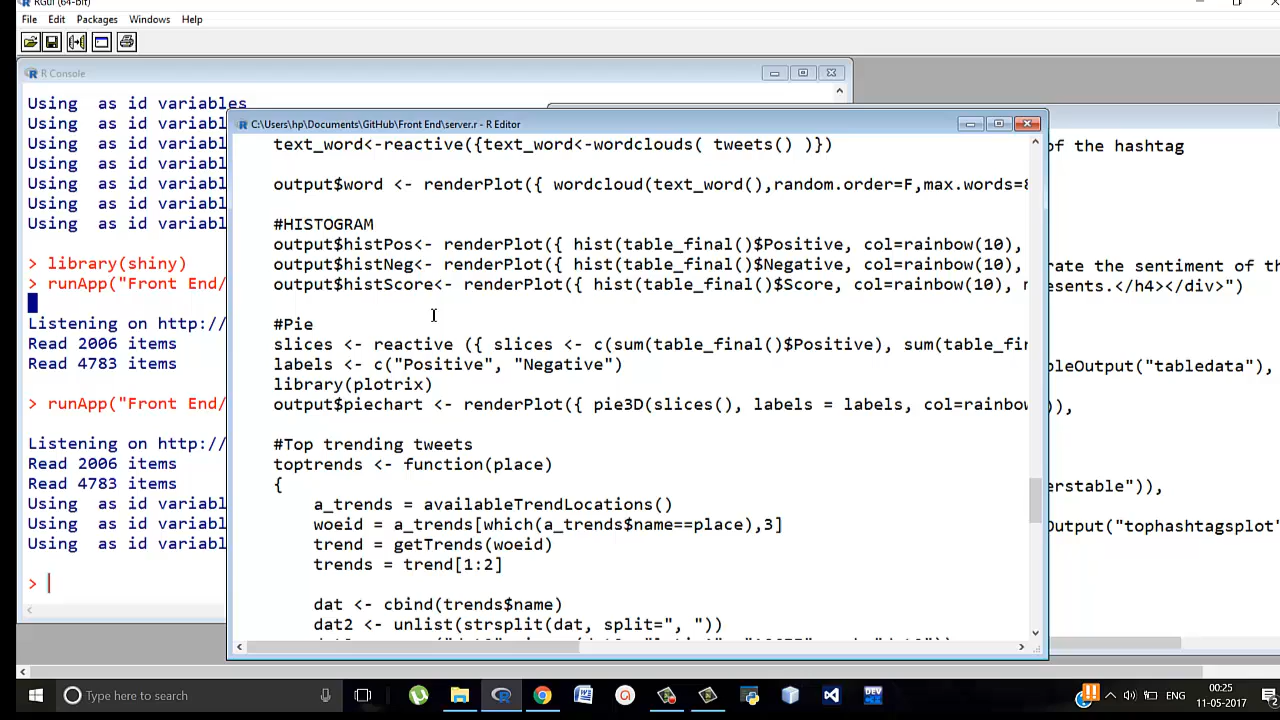 RGui (64-bit)
File Edit Packages Windows Help
R Console
Using  as id variables
Using  as id variabl
Using  as id variabl
Using  as id variabl
Using  as id variabl
Using  as id variabl
Using  as id variabl
> library(shiny)
> runApp("Front End/
Listening on http://
Read 2006 items
Read 4783 items
> runApp("Front End/
Listening on http://
Read 2006 items
Read 4783 items
Using  as id variabl
Using  as id variabl
Using  as id variabl
>
C:\Users\hp\Documents\GitHub\Front End\server.r - R Editor
text_word<-reactive({text_word<-wordclouds( tweets() )})
output$word <- renderPlot({ wordcloud(text_word(),random.order=F,max.words=8
#HISTOGRAM
output$histPos<- renderPlot({ hist(table_final()$Positive, col=rainbow(10),
output$histNeg<- renderPlot({ hist(table_final()$Negative, col=rainbow(10),
output$histScore<- renderPlot({ hist(table_final()$Score, col=rainbow(10), m
#Pie
slices <- reactive ({ slices <- c(sum(table_final()$Positive), sum(table_fin
labels <- c("Positive", "Negative")
library(plotrix)
output$piechart <- renderPlot({ pie3D(slices(), labels = labels, col=rainbow
#Top trending tweets
toptrends <- function(place)
{
a_trends = availableTrendLocations()
woeid = a_trends[which(a_trends$name==place),3]
trend = getTrends(woeid)
trends = trend[1:2]
dat <- cbind(trends$name)
dat2 <- unlist(strsplit(dat, split=", "))
of the hashtag
rate the sentiment of th
esents.</h4></div>")
leOutput("tabledata"),
)),
erstable")),
Output("tophashtagsplot"
Type here to search
ENG
00:25
11-05-2017
DEV